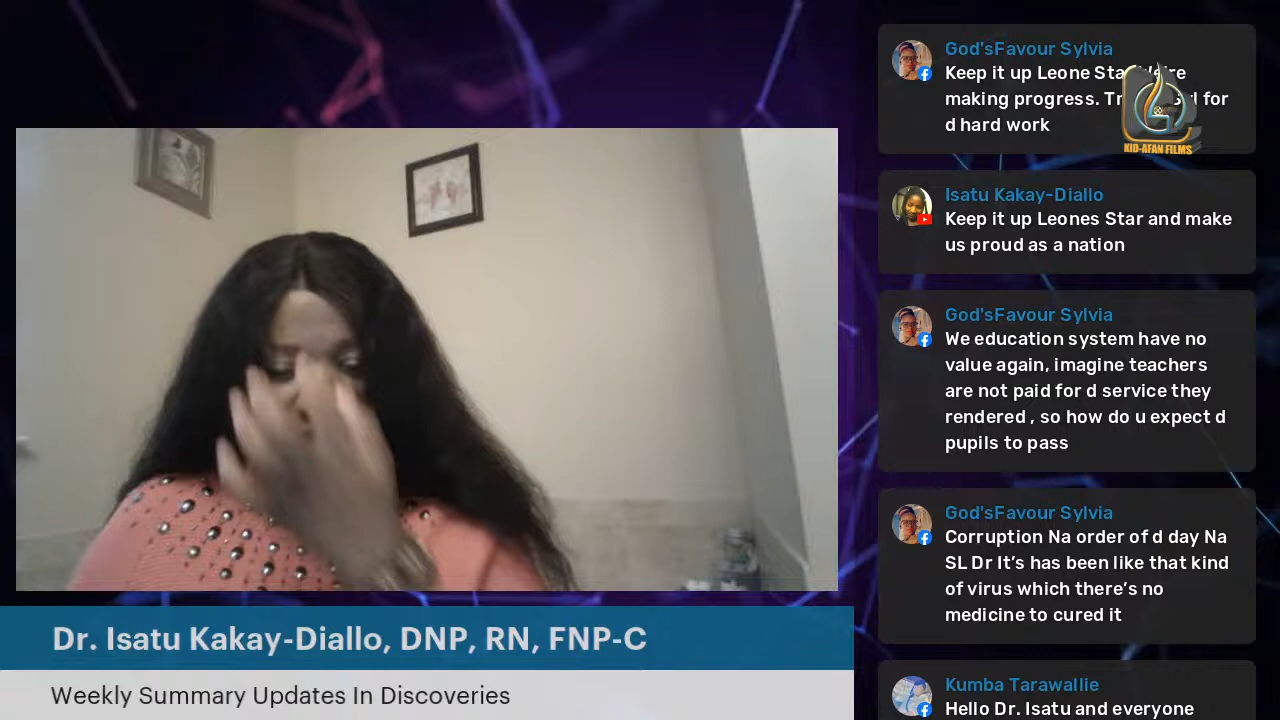 God'sFavour Sylvia
Keep it up Leone
making progress. for
d hard work
KID-AFAN FILMS
Isatu Kakay-Diallo
Keep it up Leones Star and make
us proud as a nation
God'sFavour Sylvia
We education system have no
value again, imagine teachers
are not paid for d service they
rendered , so how do u expect d
pupils to pass
God'sFavour Sylvia
Corruption Na order of d day Na
SL Dr It’s has been like that kind
of virus which there’s no
medicine to cured it
Kumba Tarawallie
Hello Dr. Isatu and everyone
Dr. Isatu Kakay-Diallo, DNP, RN, FNP-C
Weekly Summary Updates In Discoveries